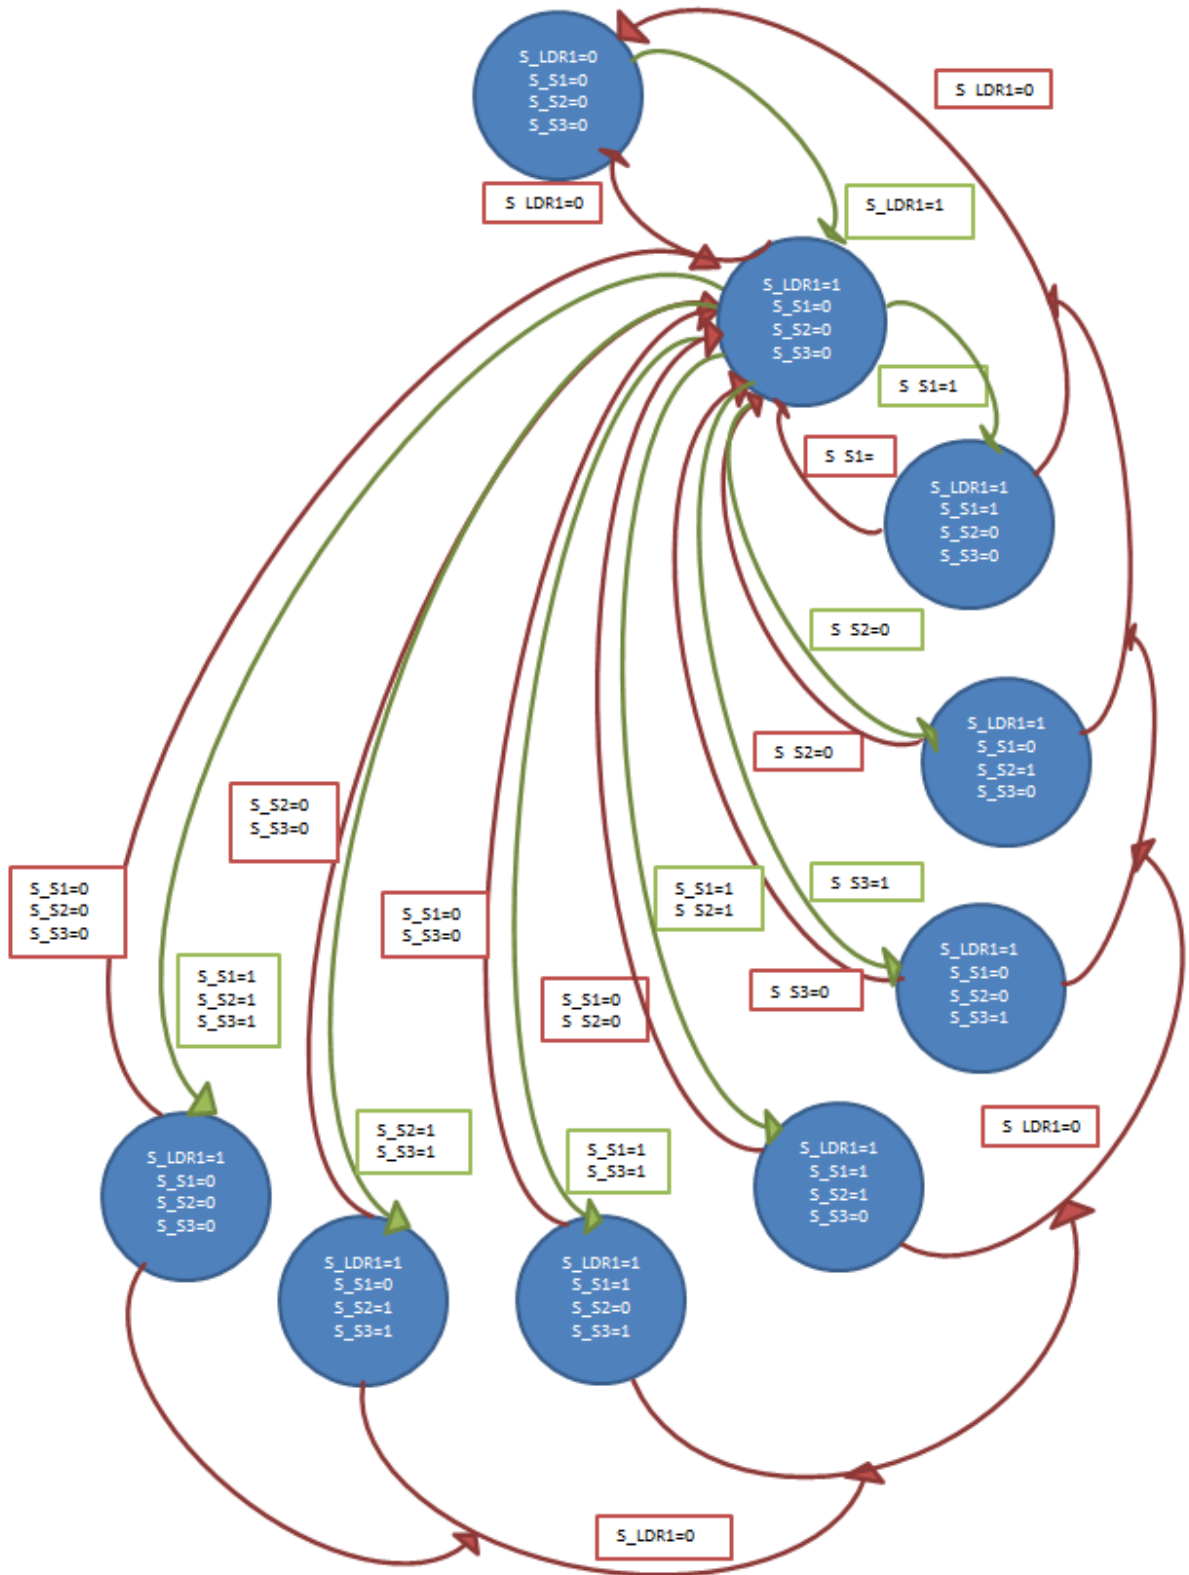 S_LDR1=0
S_S1=0
S_S2=0
S_S3=0
S LDR1=0
S LDR1=0
S_LDR1=1
S_LDR1=1
S_S1=0
S_S2=0
S_S3=0
S S1=1
S S1=
S_LDR1=1
S_S1=1
S_S2=0
S_S3=0
S S2=0
S_LDR1=1
S_S1=0
S_S2=1
S_S3=0
S S2=0
S_S2=0
S_S3=0
S_S1=0
S_S2=0
S_S3=0
S_S1=0
S_S3=0
S_S1=1
S S2=1
S S3=1
S_LDR1=1
S_S1=0
S_S2=0
S_S3=1
S_S1=1
S_S2=1
S_S3=1
S_S1=0
S S2=0
S S3=0
S_S2=1
S_S3=1
S_S1=1
S_S3=1
S LDR1=0
S_LDR1=1
S_S1=0
S_S2=0
S_S3=0
S_LDR1=1
S_S1=0
S_S2=1
S_S3=1
S_LDR1=1
S_S1=1
S_S2=0
S_S3=1
S_LDR1=1
S_S1=1
S_S2=1
S_S3=0
S_LDR1=0